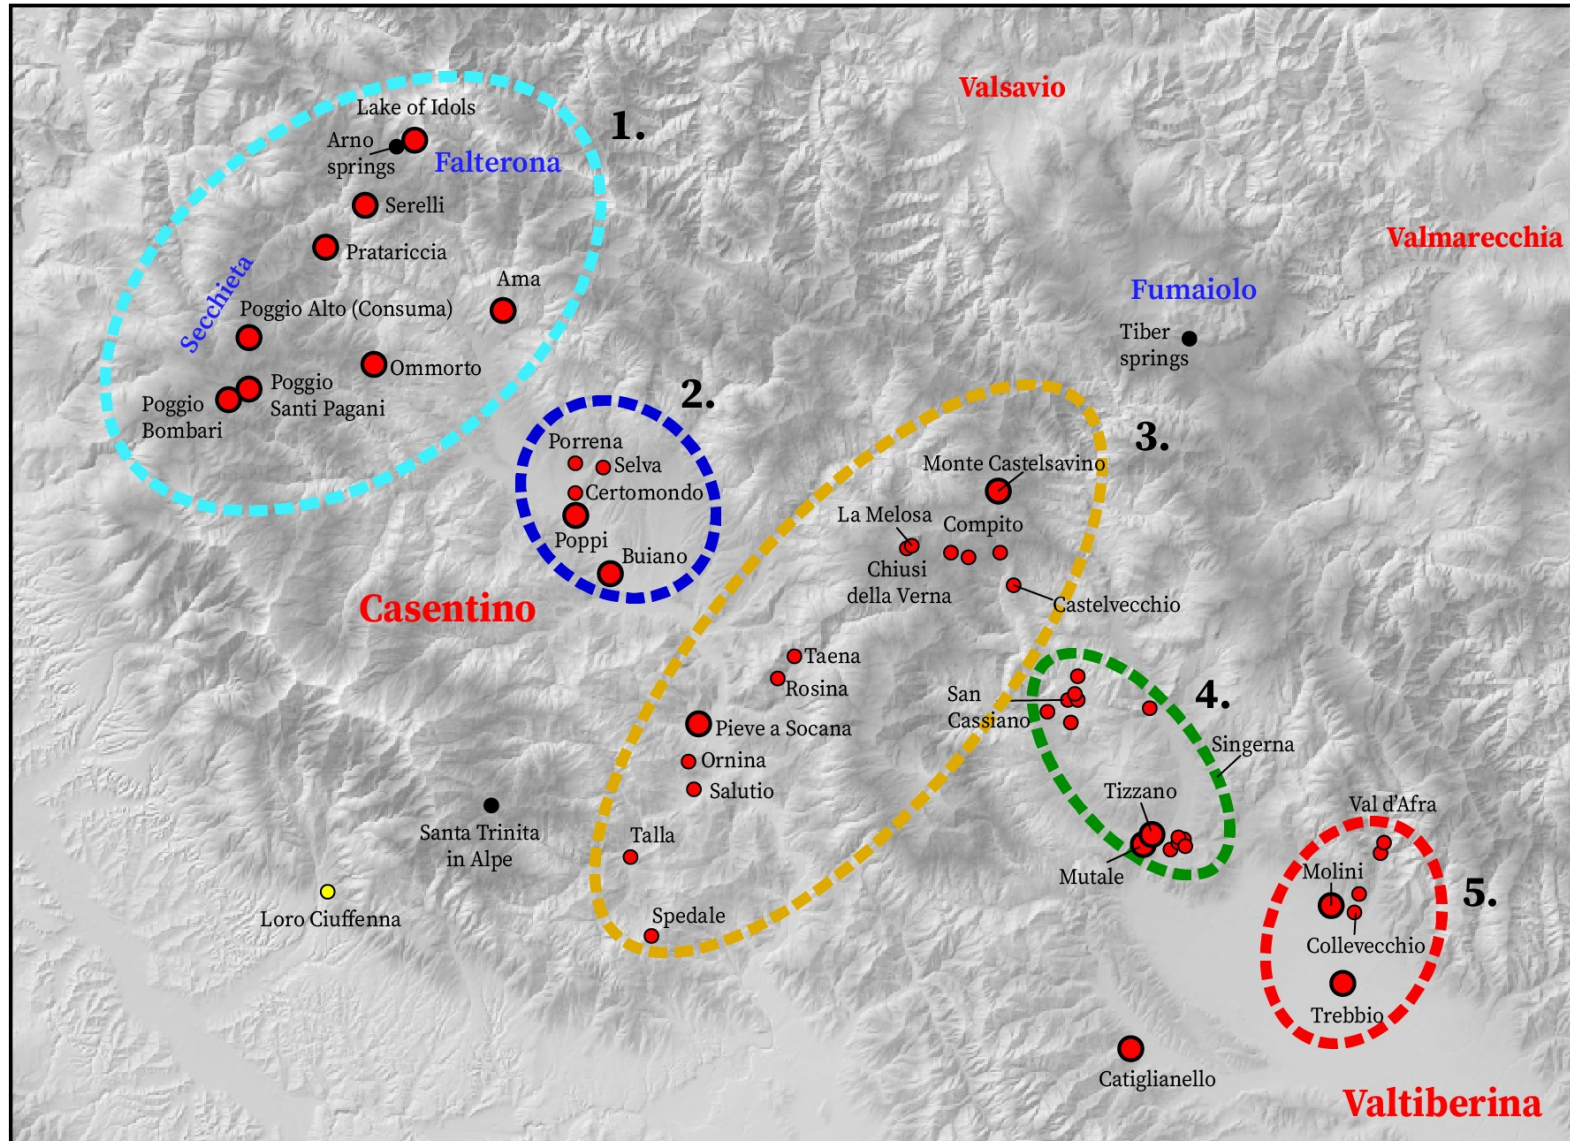 Valsavio
Lake of Idols
1.
Arno
springs
Falterona
Serelli
Valmarecchia
Pratariccia
Secchieta
Ama
Fumaiolo
Poggio Alto (Consuma)
Tiber
springs
Ommorto
Poggio
Santi Pagani
Poggio
Bombari
2.
3.
Porrena
Selva
Monte Castelsavino
Certomondo
La Melosa
Compito
Poppi
Buiano
Chiusi
della Verna
Casentino
Castelvecchio
Taena
Rosina
San
Cassiano
4.
Pieve a Socana
Singerna
Ornina
Salutio
Tizzano
Val d'Afra
Santa Trinita
in Alpe
Talla
Mutale
Molini
5.
Loro Ciuffenna
Spedale
Collevecchio
Trebbio
Catiglianello
Valtiberina